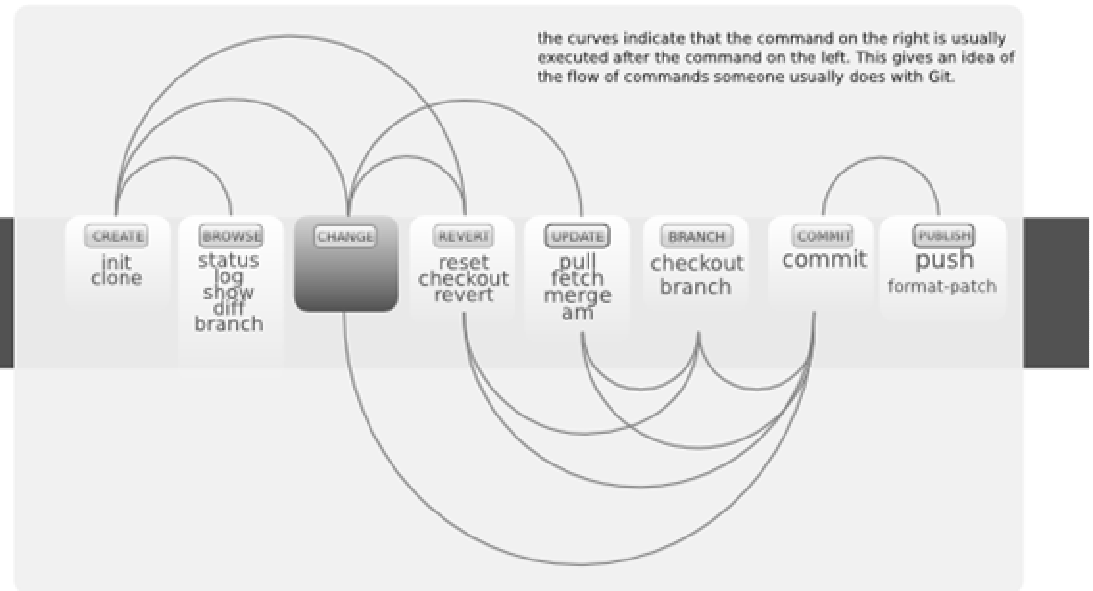 the curves indicate that the command on the right is usually
executed after the command on the left. This gives an idea of
the flow of commands someone usually does with Git.
CREATE
init
clone
BROWSE
status
log
show
diff
branch
CHANGE
REVERT
reset
checkout
revert
UPDATE
pull
fetch
merge
am
BRANCH
checkout
branch
COMMIT
commit
PUBLISH
push
format-patch